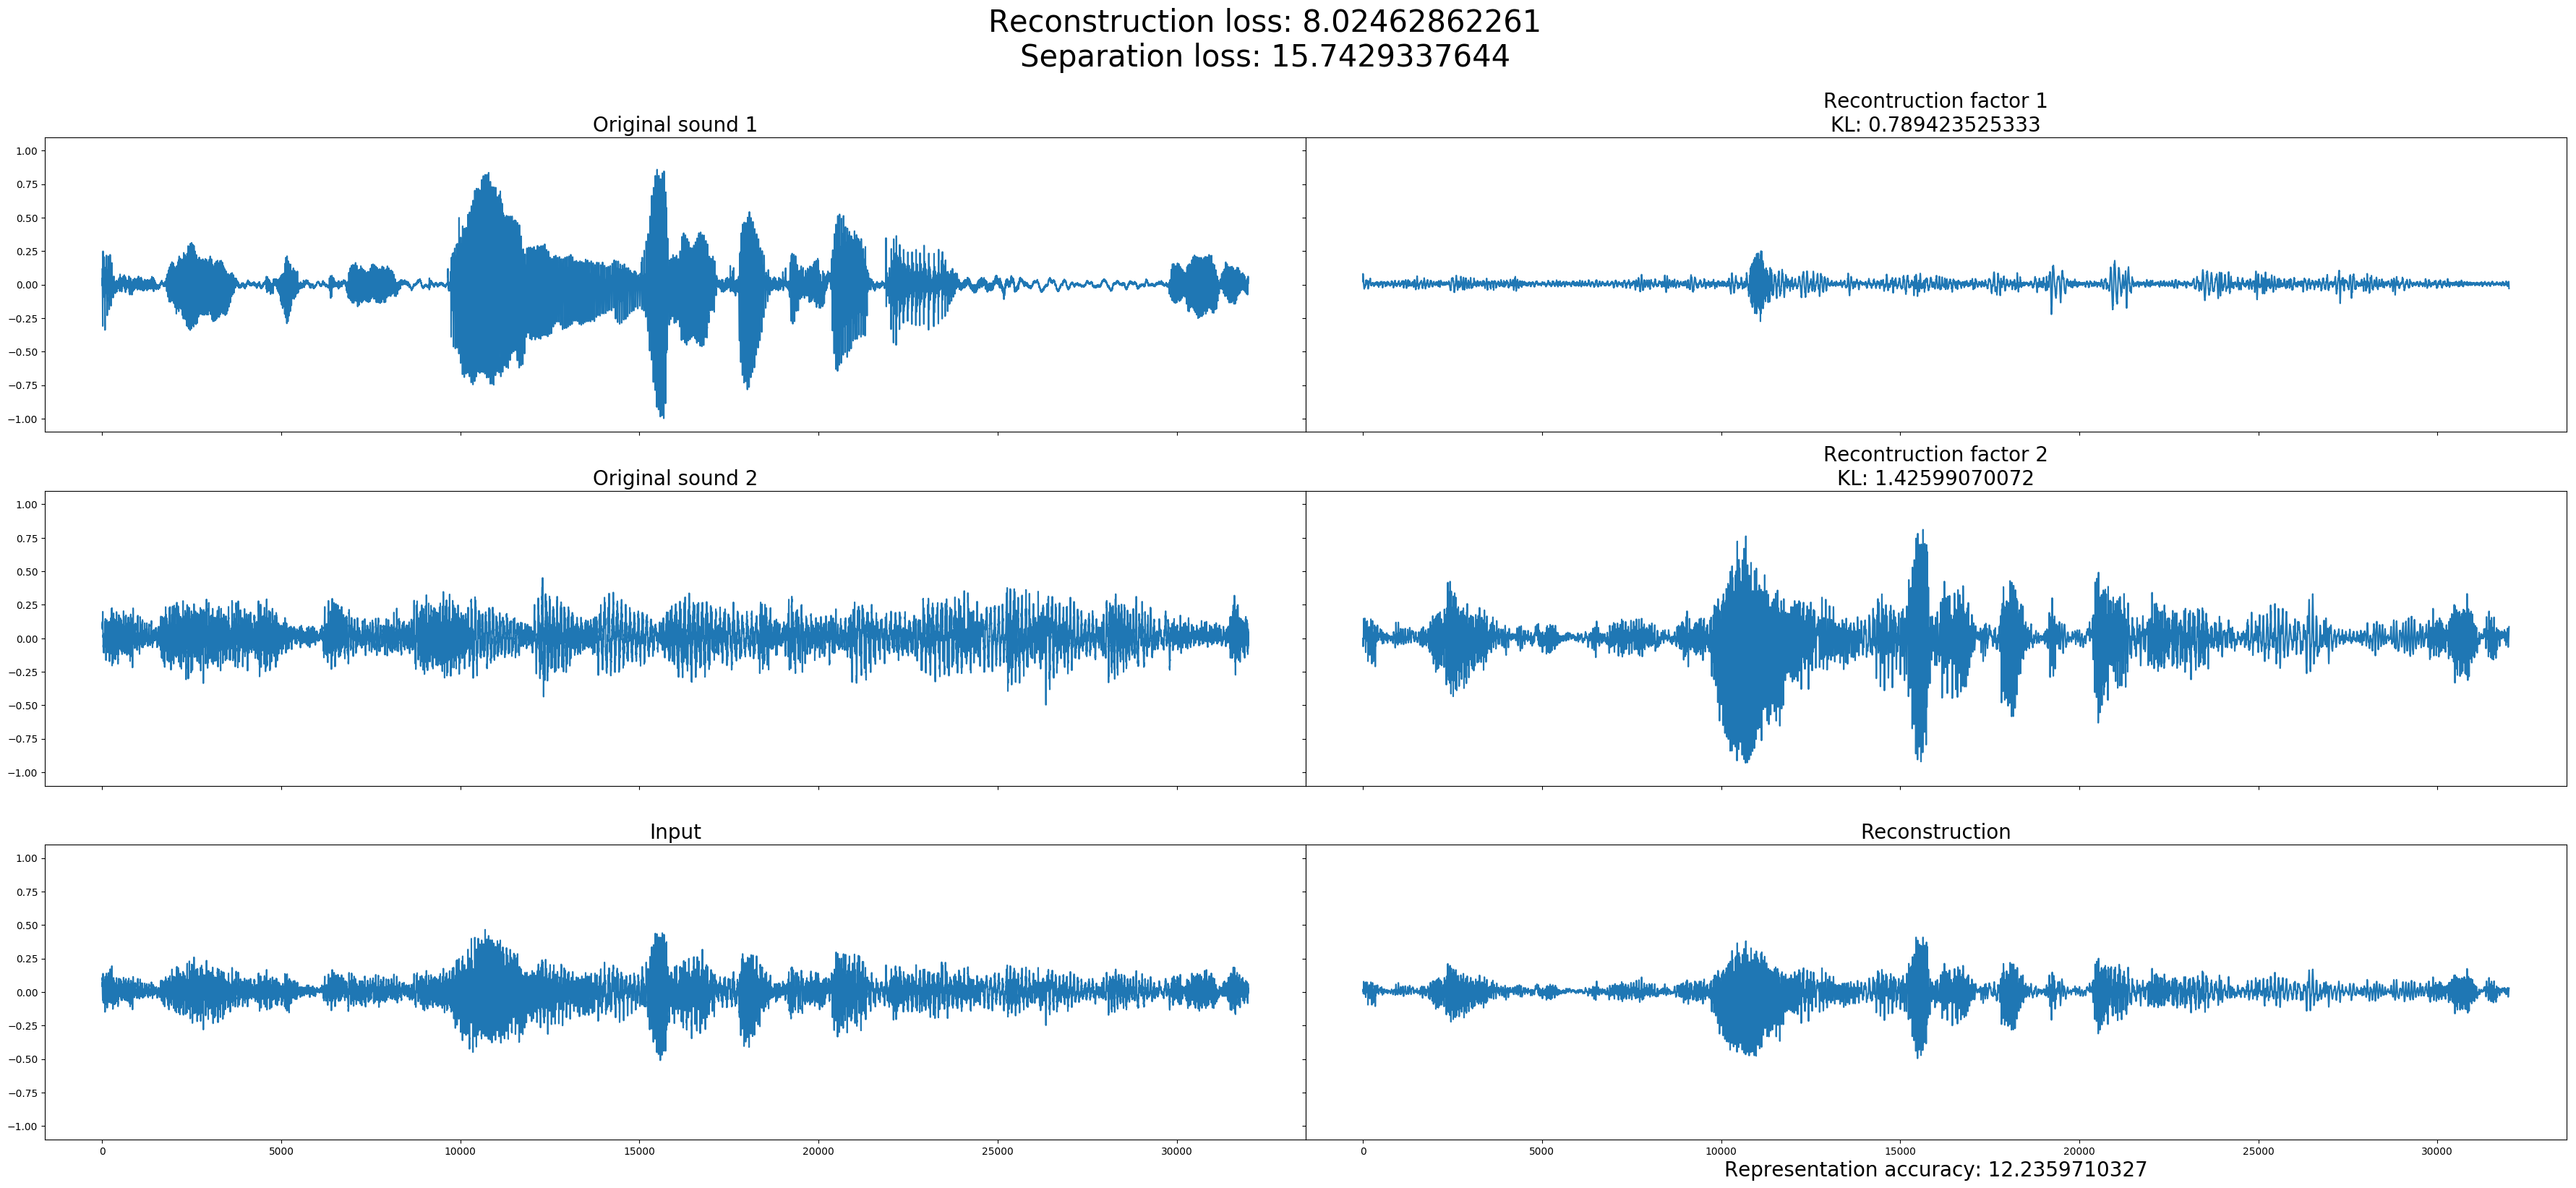 Reconstruction loss: 8.02462862261
Separation loss: 15.7429337644
Original sound 1
Recontruction factor 1
KL: 0.789423525333
1.00
0.75
0.50
0.25
0.00
−0.25
−0.50
−0.75
−1.00
Original sound 2
Recontruction factor 2
KL: 1.42599070072
1.00
0.75
0.50
0.25
0.00
−0.25
−0.50
−0.75
−1.00
Input
Reconstruction
1.00
0.75
0.50
0.25
0.00
−0.25
−0.50
−0.75
−1.00
0 5000 10000 15000 20000 25000 30000
0 5000 10000 15000 20000 25000 30000
Representation accuracy: 12.2359710327